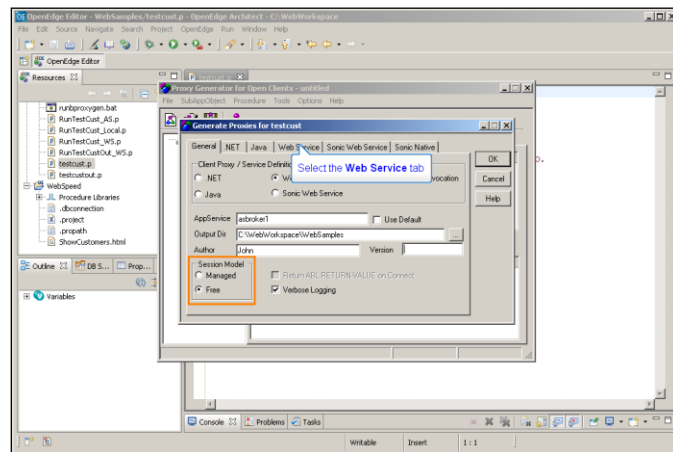 OpenEdge Editor - WebSamples/testcust.p - OpenEdge Architect - C:\WebWorkspace
File Edit Source Navigate Search Project OpenEdge Run Window Help
OpenEdge Editor
Resources
testcust.p
Proxy Generator for Open Clients - untitled
File SubAppObject Procedure Tools Options Help
runbproxygen.bat
RunTestCust_AS.p
RunTestCust_Local.p
RunTestCust_WS.p
RunTestCustOut_WS.p
testcust.p
testcustout.p
WebSpeed
Procedure Libraries
.dbconnection
.project
.propath
ShowCustomers.html
Generate Proxies for testcust
General .NET Java Web Service Sonic Web Service Sonic Native
Client Proxy / Service Definition
.NET
Java Sonic Web Service
Select the Web Service tab
OK
Cancel
Help
AppService asbroker1 Use Default
Output Dir C:\WebWorkspace\WebSamples ...
Author John Version
Session Model
Managed Return ABL RETURN-VALUE on Connect
Free Verbose Logging
Outline DB S... Prop...
Variables
Console Problems Tasks
Writable Insert 1 : 1